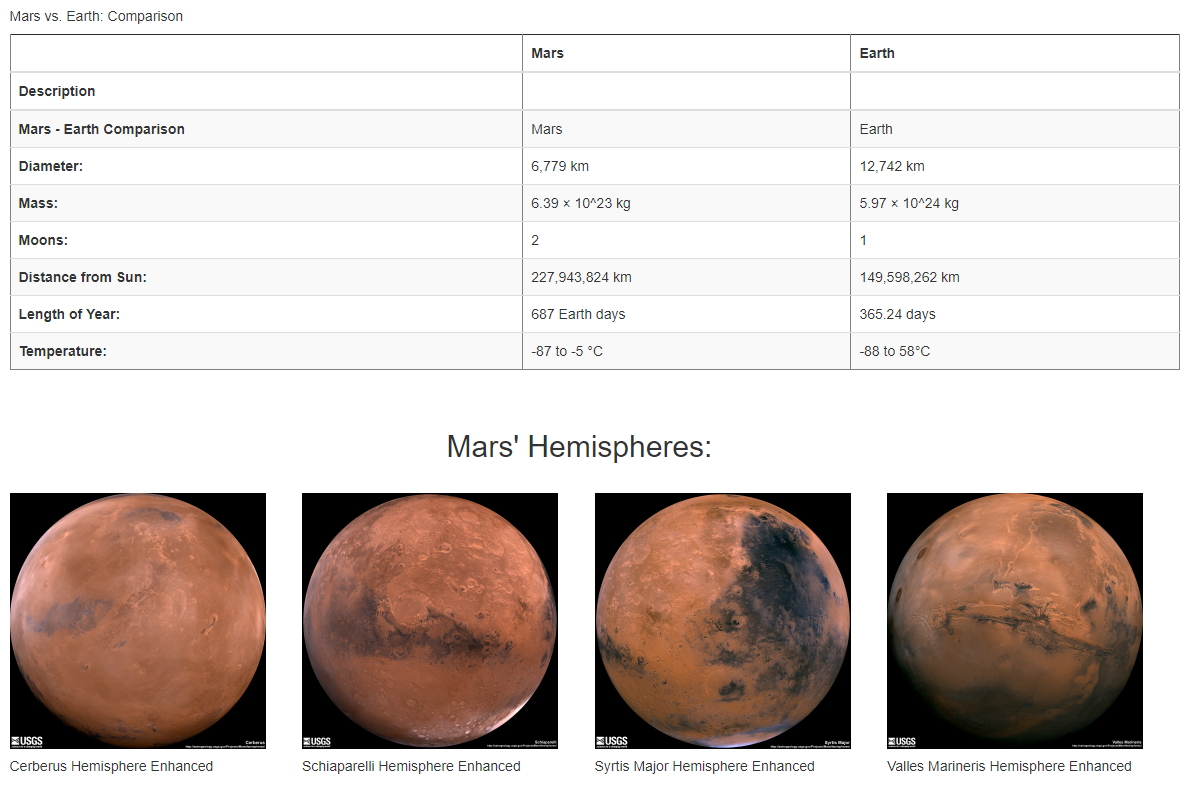 Mars vs. Earth: Comparison
Mars Earth
Description
Mars - Earth Comparison Mars Earth
Diameter: 6,779 km 12,742 km
Mass: 6.39 × 10^23 kg 5.97 × 10^24 kg
Moons: 2 1
Distance from Sun: 227,943,824 km 149,598,262 km
Length of Year: 687 Earth days 365.24 days
Temperature: -87 to -5 °C -88 to 58°C
Mars' Hemispheres:
USGS Cerberus USGS Schiaparelli USGS Syrtis Major USGS Valles Marineris
Cerberus Hemisphere Enhanced Schiaparelli Hemisphere Enhanced Syrtis Major Hemisphere Enhanced Valles Marineris Hemisphere Enhanced